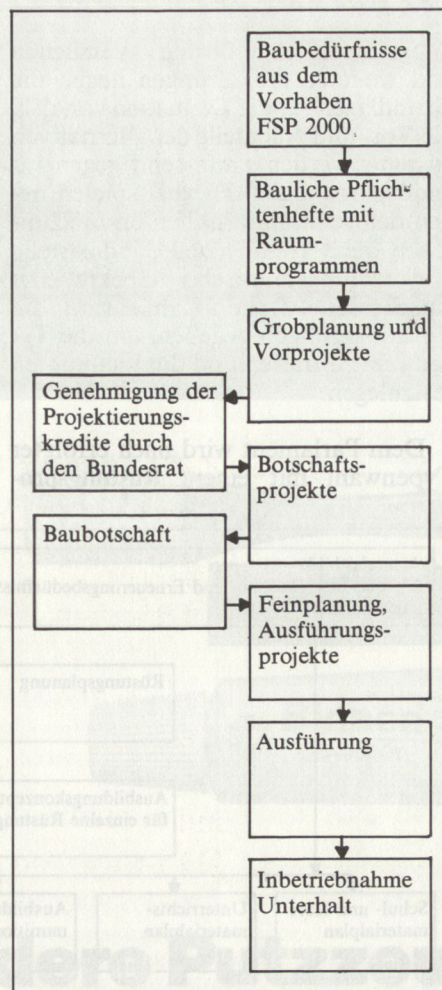 Baubedürfnisse
aus dem
Vorhaben
FSP 2000
Bauliche Pflich-
tenhefte mit
Raum-
programmen
Grobplanung und
Vorprojekte
Genehmigung der
Projektierungs-
kredite durch
den Bundesrat
Botschafts-
projekte
Baubotschaft
Feinplanung,
Ausführungs-
projekte
Ausführung
Inbetriebnahme
Unterhalt